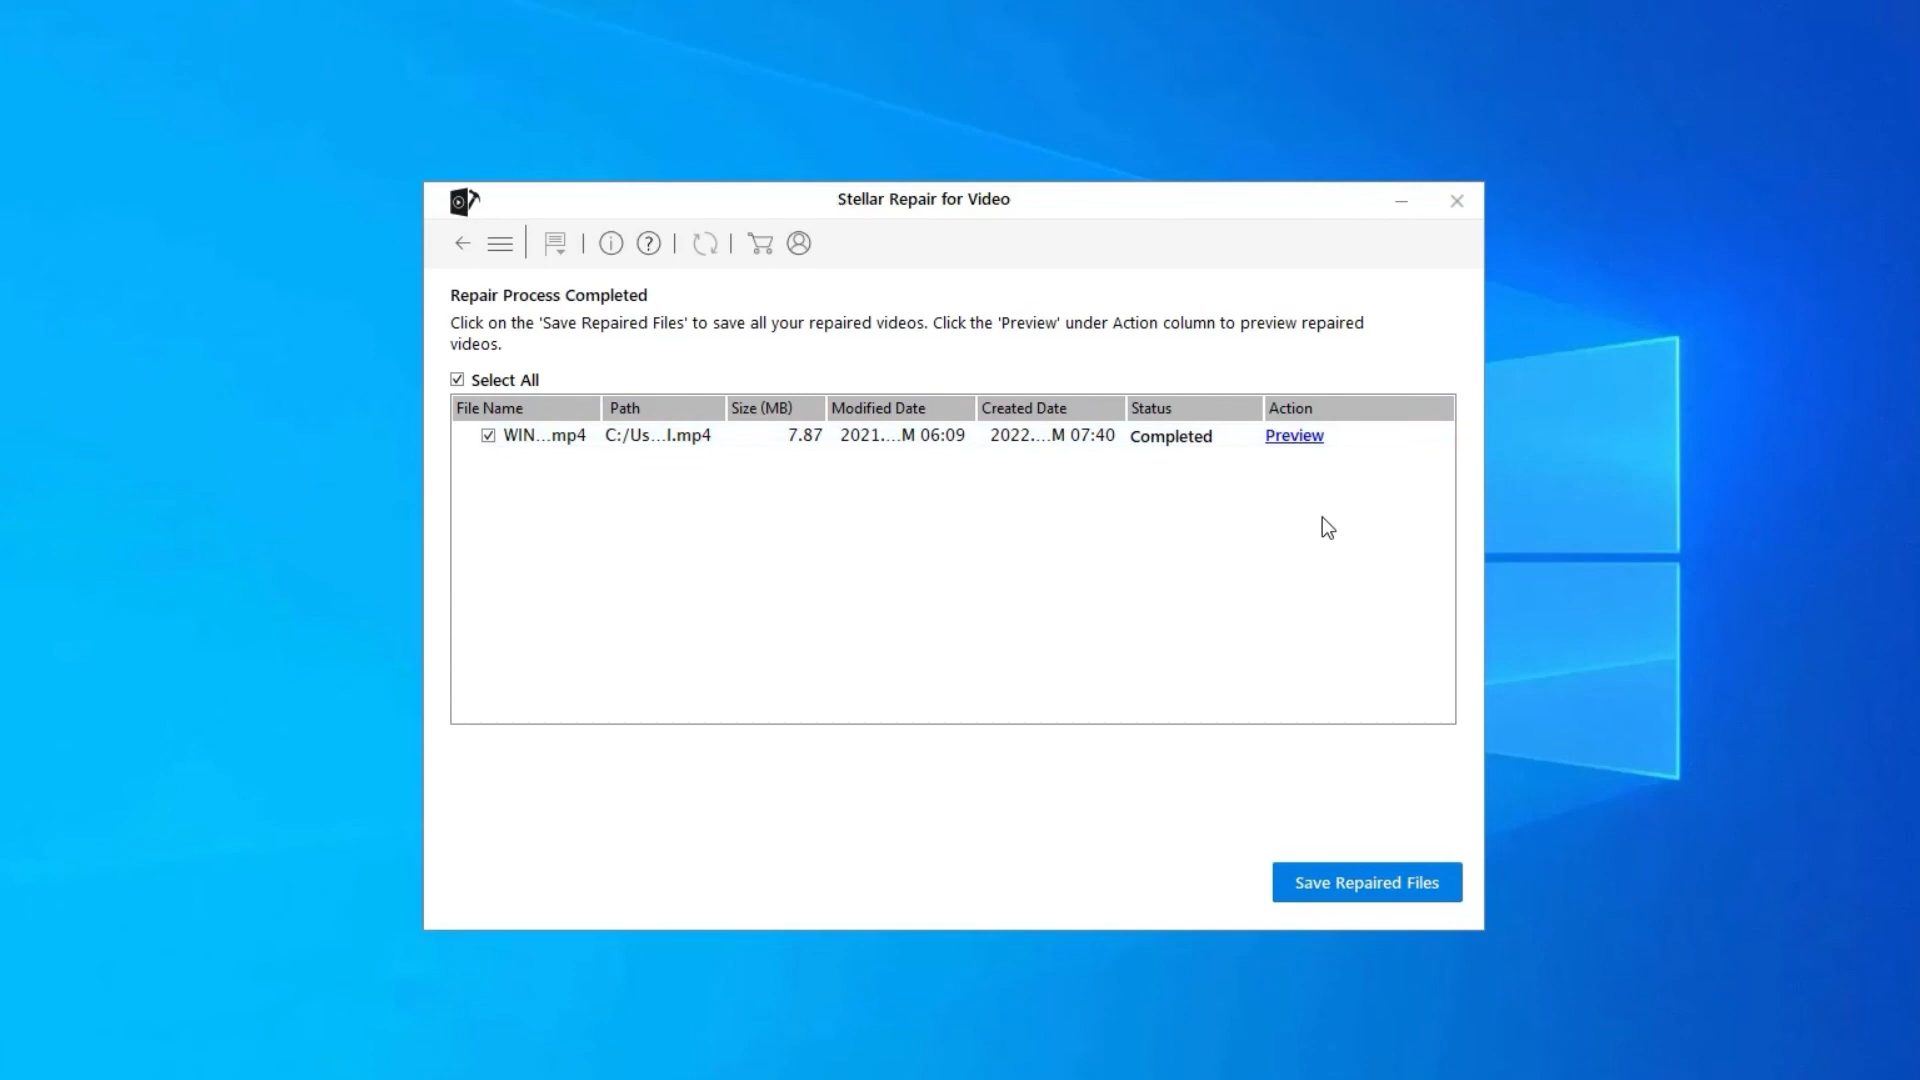 Stellar Repair for Video
Repair Process Completed
Click on the 'Save Repaired Files' to save all your repaired videos. Click the 'Preview' under Action column to preview repaired
videos.
Select All
File Name Path Size (MB) Modified Date Created Date Status Action
WIN...mp4 C:/Us...I.mp4 7.87 2021....M 06:09 2022....M 07:40 Completed Preview
Save Repaired Files